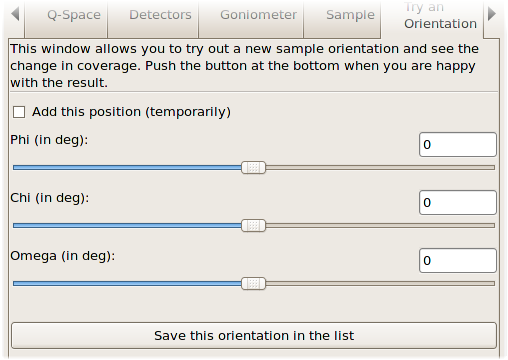 Q-Space Detectors Goniometer Sample Try an
Orientation
This window allows you to try out a new sample orientation and see the
change in coverage. Push the button at the bottom when you are happy
with the result.
Add this position (temporarily)
Phi (in deg):
0
Chi (in deg):
0
Omega (in deg):
0
Save this orientation in the list